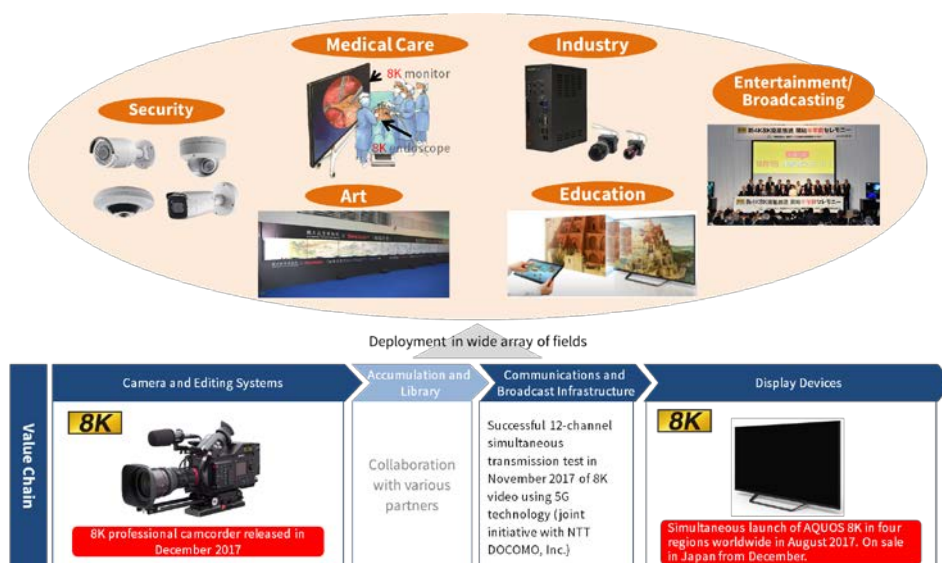 Medical Care
Industry
Entertainment/
Broadcasting
Security
8K monitor
8K endoscope
Art
Education
Deployment in wide array of fields
Value Chain
Camera and Editing Systems
Accumulation and
Library
Communications and
Broadcast Infrastructure
Display Devices
8K
8K professional camcorder released in
December 2017
Collaboration
with various
partners
Successful 12-channel
simultaneous
transmission test in
November 2017 of 8K
video using 5G
technology (joint
initiative with NTT
DOCOMO, Inc.)
8K
Simultaneous launch of AQUOS 8K in four
regions worldwide in August 2017. On sale
in Japan from December.